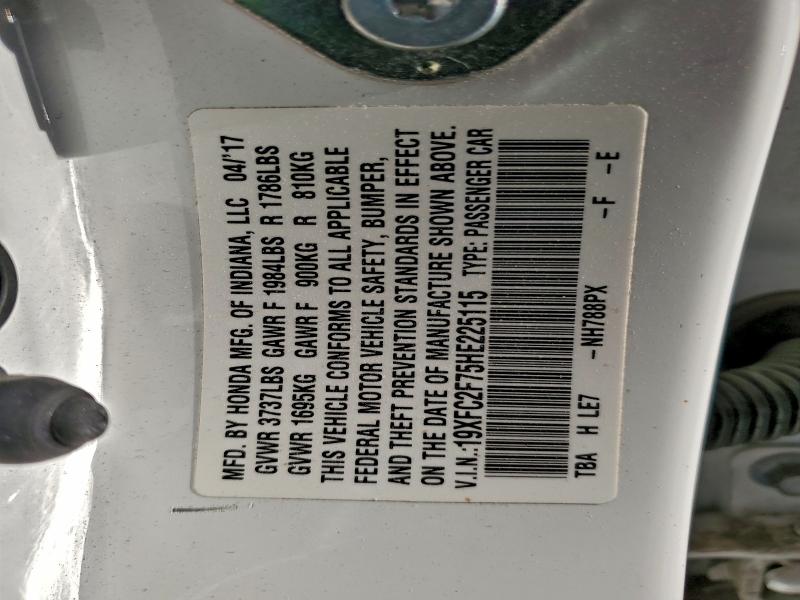 MFD. BY HONDA MFG. OF INDIANA, LLC 04/'17
GVWR 3737LBS GAWR F 1984LBS R 1786LBS
GVWR 1695KG GAWR F 900KG R 810KG
THIS VEHICLE CONFORMS TO ALL APPLICABLE
FEDERAL MOTOR VEHICLE SAFETY, BUMPER,
AND THEFT PREVENTION STANDARDS IN EFFECT
ON THE DATE OF MANUFACTURE SHOWN ABOVE.
V.I.N.:19XFC2F75HE225115 TYPE: PASSENGER CAR
TBA H LE7 -NH788PX -F -E